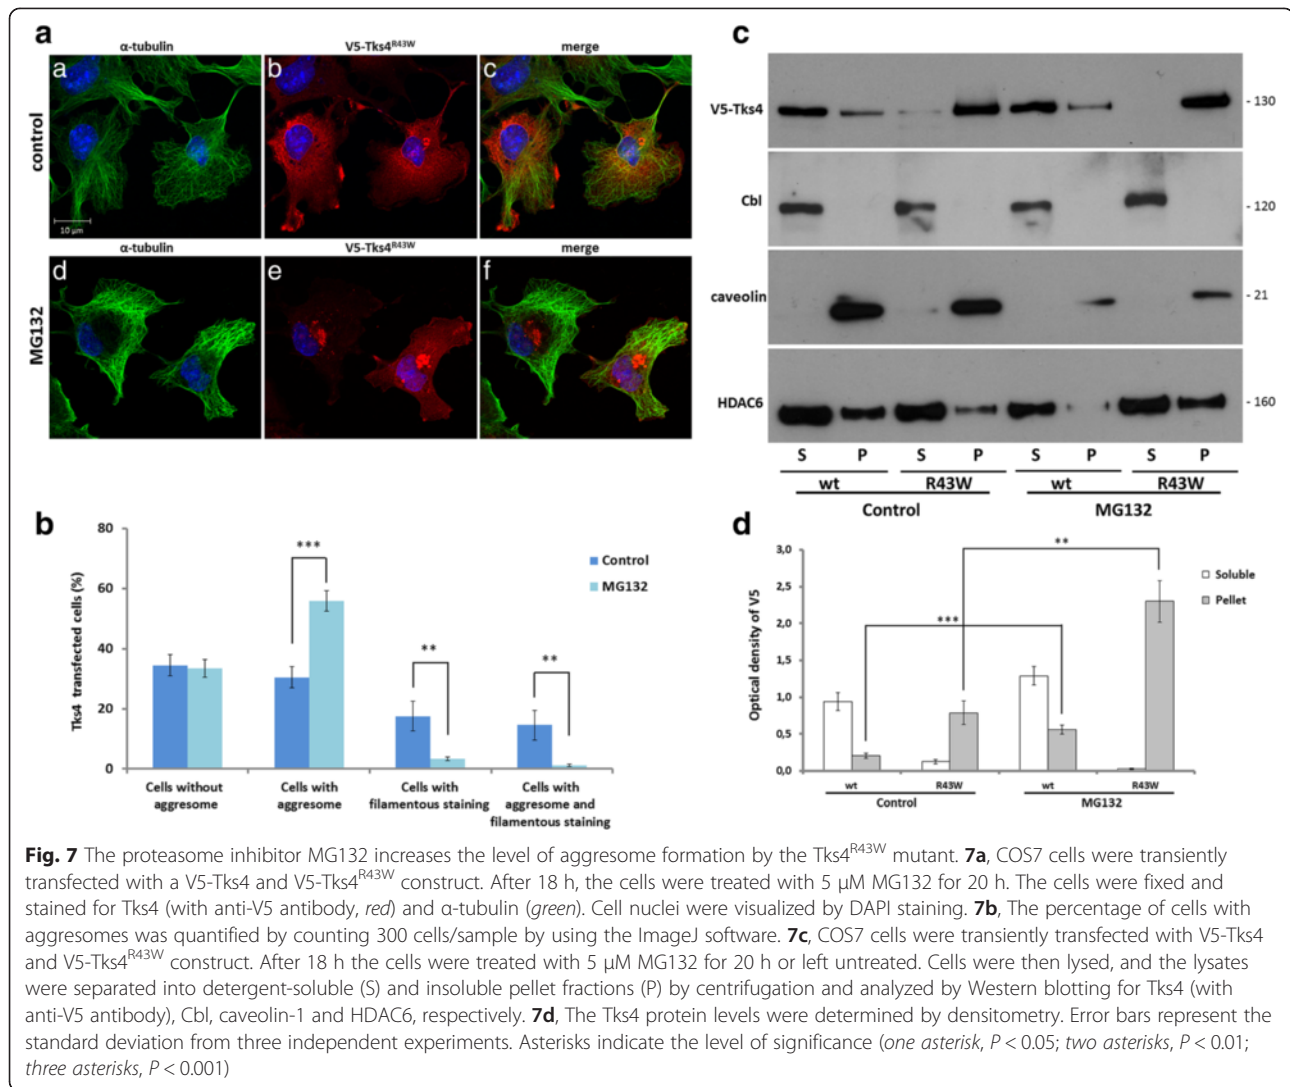 a
α-tubulin V5-Tks4R43W merge
a b c
control
10 µm
α-tubulin V5-Tks4R43W merge
d e f
MG132
b
80
60
40
20
0
Tks4 transfected cells (%)
*** ** **
Control
MG132
Cells without aggresome
Cells with aggresome
Cells with filamentous staining
Cells with aggresome and filamentous staining
c
V5-Tks4 - 130
Cbl - 120
caveolin - 21
HDAC6 - 160
S P S P S P S P
wt R43W wt R43W
Control MG132
d
3,0
2,5
2,0
1,5
1,0
0,5
0,0
Optical density of V5
**
***
Soluble
Pellet
wt R43W wt R43W
Control MG132
Fig. 7 The proteasome inhibitor MG132 increases the level of aggresome formation by the Tks4R43W mutant. 7a, COS7 cells were transiently
transfected with a V5-Tks4 and V5-Tks4R43W construct. After 18 h, the cells were treated with 5 µM MG132 for 20 h. The cells were fixed and
stained for Tks4 (with anti-V5 antibody, red) and α-tubulin (green). Cell nuclei were visualized by DAPI staining. 7b, The percentage of cells with
aggresomes was quantified by counting 300 cells/sample by using the ImageJ software. 7c, COS7 cells were transiently transfected with V5-Tks4
and V5-Tks4R43W construct. After 18 h the cells were treated with 5 µM MG132 for 20 h or left untreated. Cells were then lysed, and the lysates
were separated into detergent-soluble (S) and insoluble pellet fractions (P) by centrifugation and analyzed by Western blotting for Tks4 (with
anti-V5 antibody), Cbl, caveolin-1 and HDAC6, respectively. 7d, The Tks4 protein levels were determined by densitometry. Error bars represent the
standard deviation from three independent experiments. Asterisks indicate the level of significance (one asterisk, P < 0.05; two asterisks, P < 0.01;
three asterisks, P < 0.001)